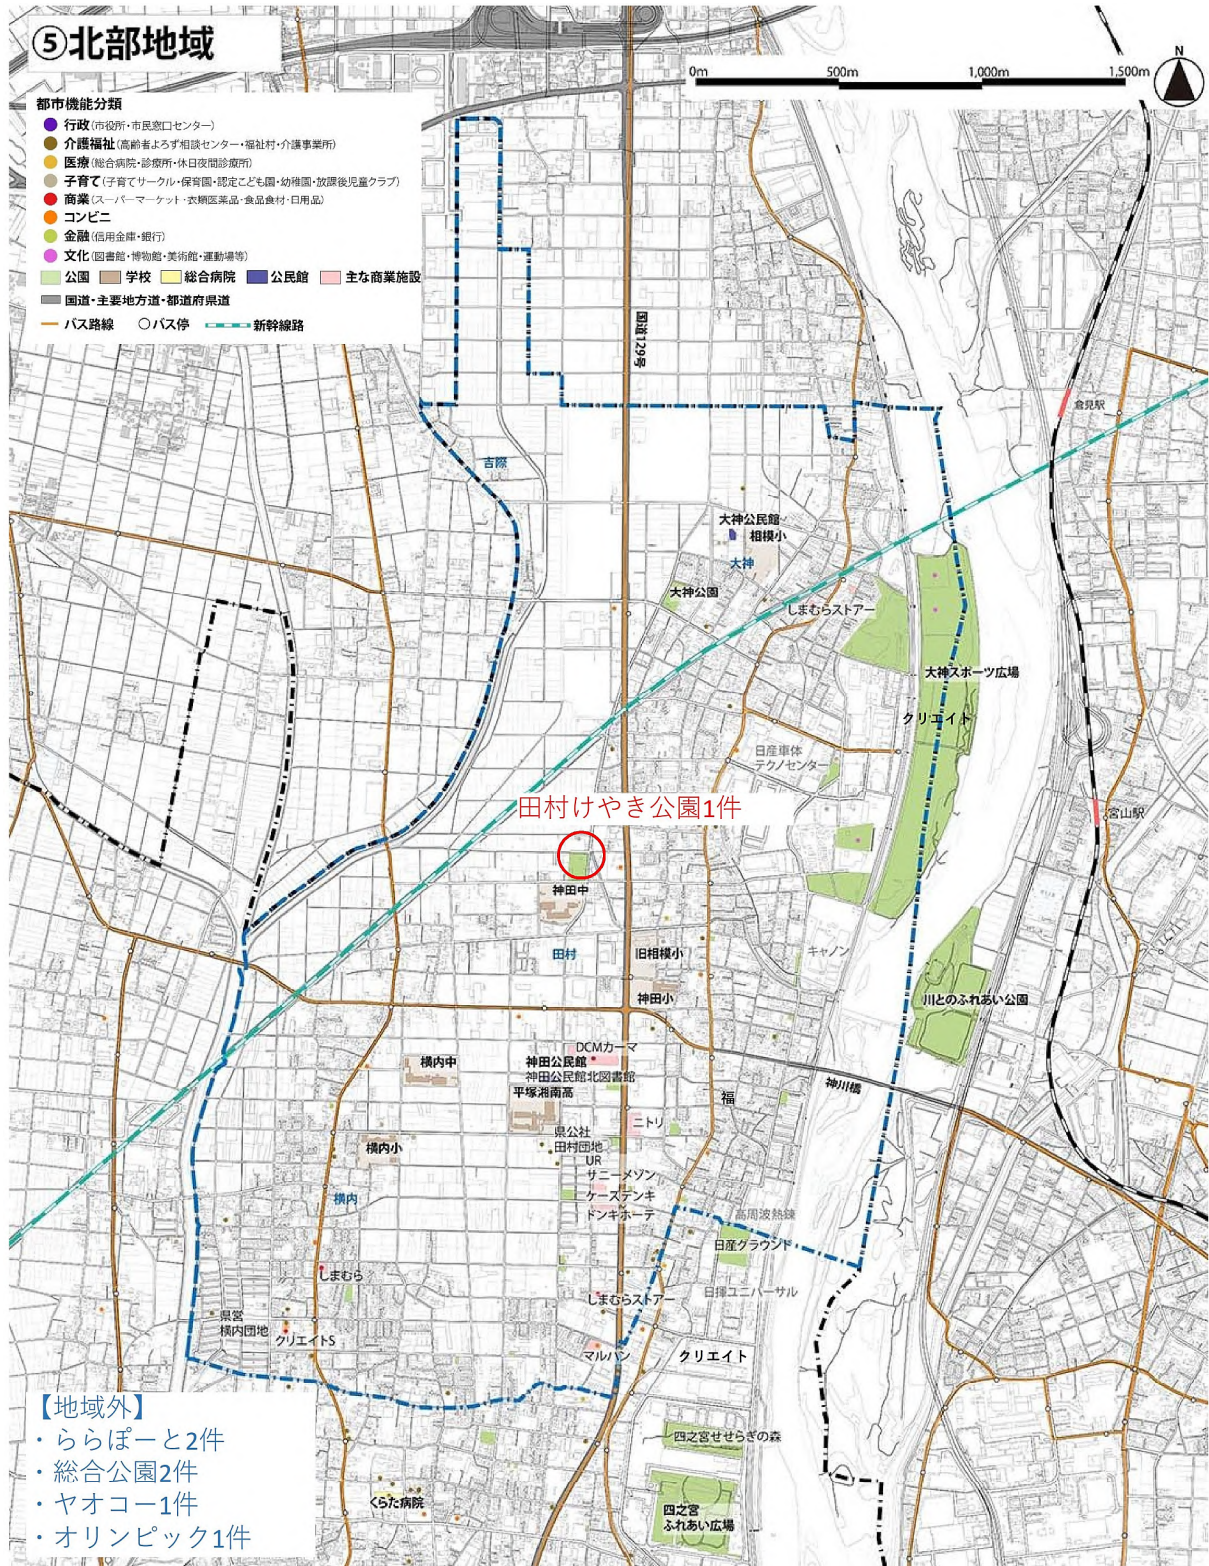 ⑤北部地域
0m 500m 1,000m 1,500m
N
都市機能分類
行政(市役所・市民窓口センター)
介護福祉(高齢者よろず相談センター・福祉村・介護事業所)
医療(総合病院・診療所・休日夜間診療所)
子育て(子育てサークル・保育園・認定こども園・幼稚園・放課後児童クラブ)
商業(スーパーマーケット・衣類医薬品・食品食材・日用品)
コンビニ
金融(信用金庫・銀行)
文化(図書館・博物館・美術館・運動場等)
公園 学校 総合病院 公民館 主な商業施設
国道・主要地方道・都道府県道
バス路線 バス停 新幹線路
国道129号
倉見駅
吉際
大神公民館
相模小
大神
大神公園
しまむらストアー
大神スポーツ広場
クリエイト
日産車体
テクノセンター
田村けやき公園1件
宮山駅
神田中
田村
旧相模小
キャノン
神田小
川とのふれあい公園
DCMカーマ
横内中
神田公民館
神田公民館北図書館
平塚湘南高
神川橋
福
ニトリ
県公社
田村団地
横内小
UR
サニーメゾン
横内
ケーズデンキ
ドンキホーテ
高周波熱錬
日産グラウンド
しまむら
日揮ユニバーサル
しまむらストアー
県営
横内団地
クリエイトS
マルハン
クリエイト
【地域外】
・ららぽーと2件
・総合公園2件
・ヤオコー1件
・オリンピック1件
四之宮せせらぎの森
くらた病院
四之宮
ふれあい広場